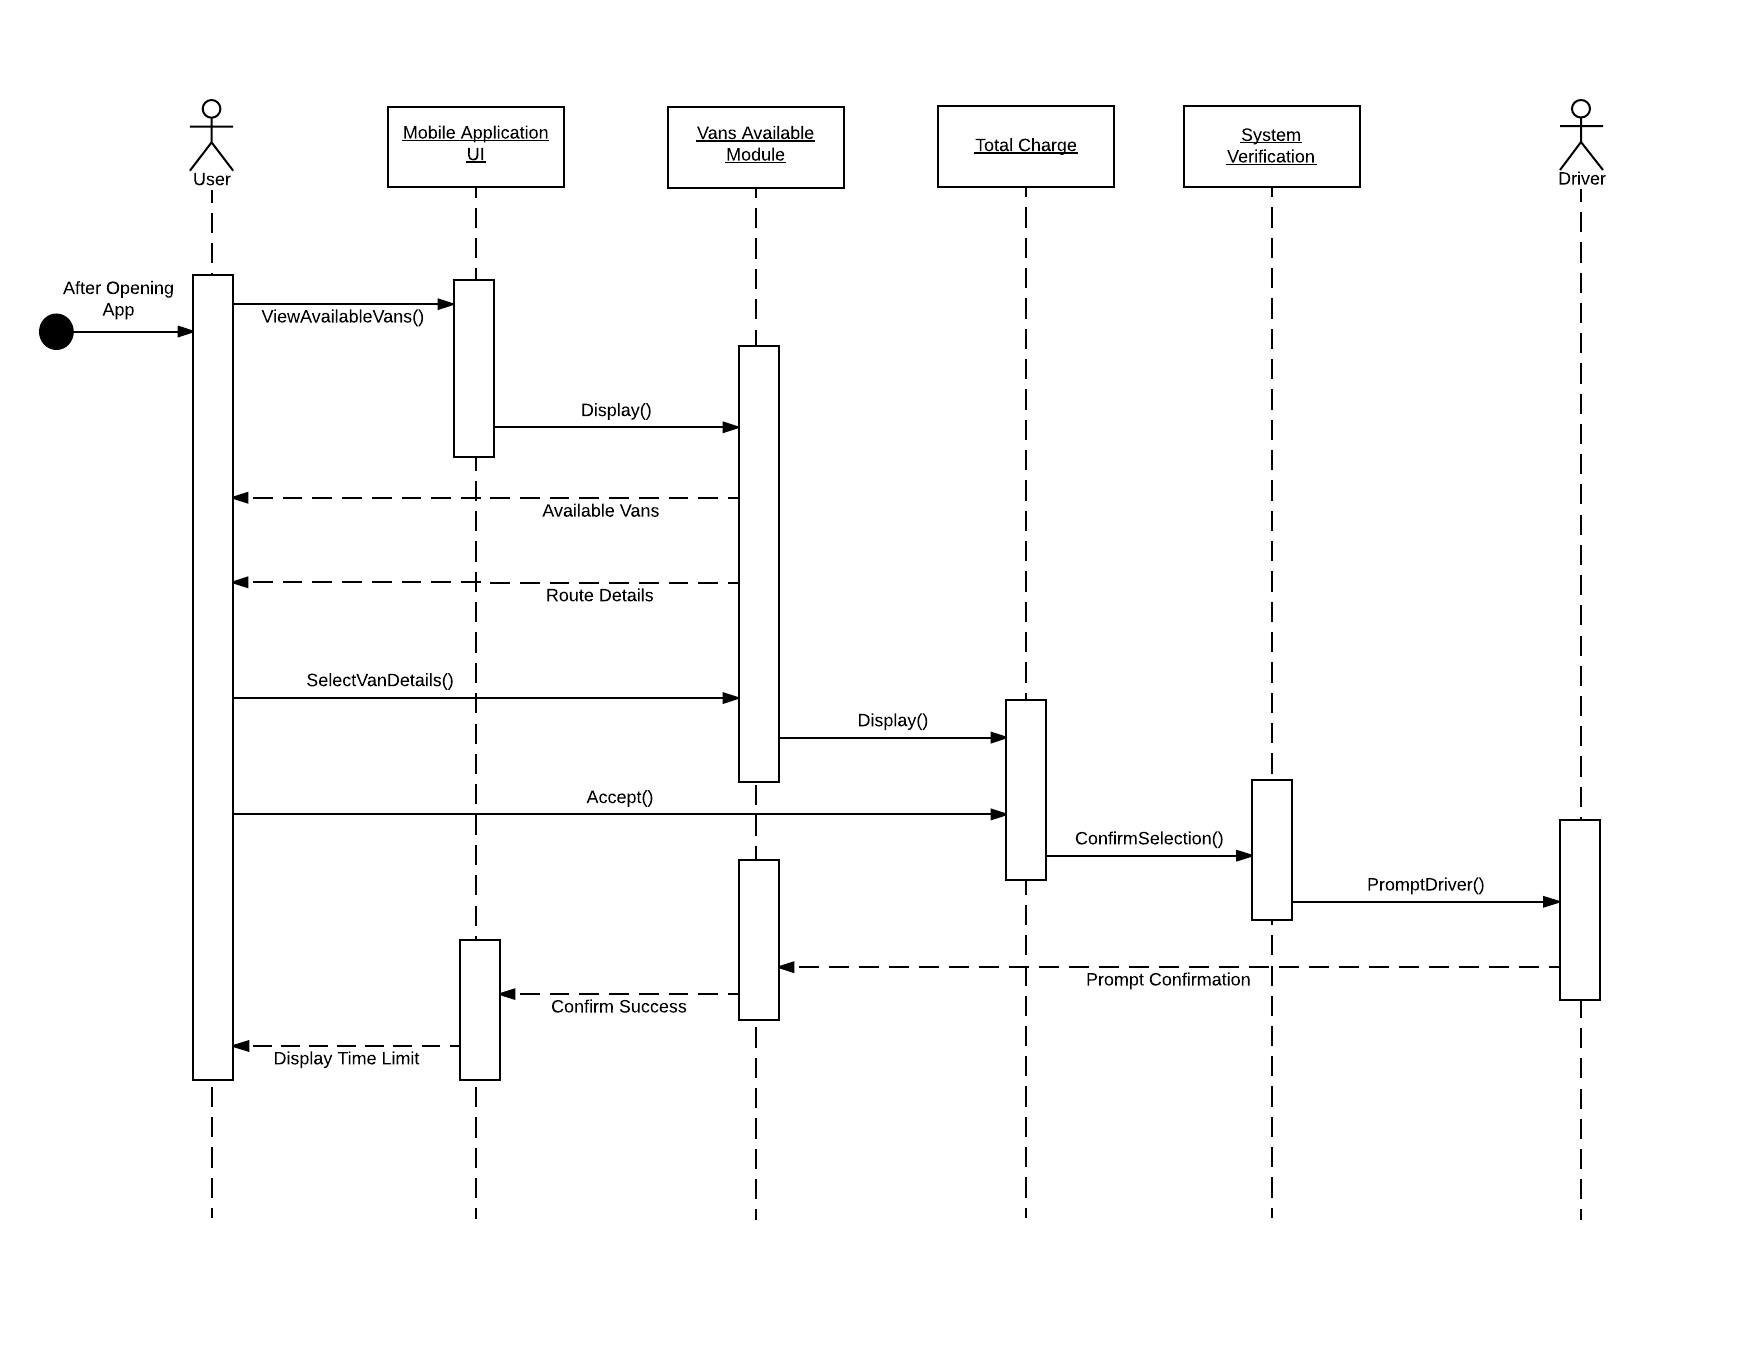 Mobile Application
UI
Vans Available
Module
Total Charge
System
Verification
User
Driver
After Opening
App
ViewAvailableVans()
Display()
Available Vans
Route Details
SelectVanDetails()
Display()
Accept()
ConfirmSelection()
PromptDriver()
Prompt Confirmation
Confirm Success
Display Time Limit